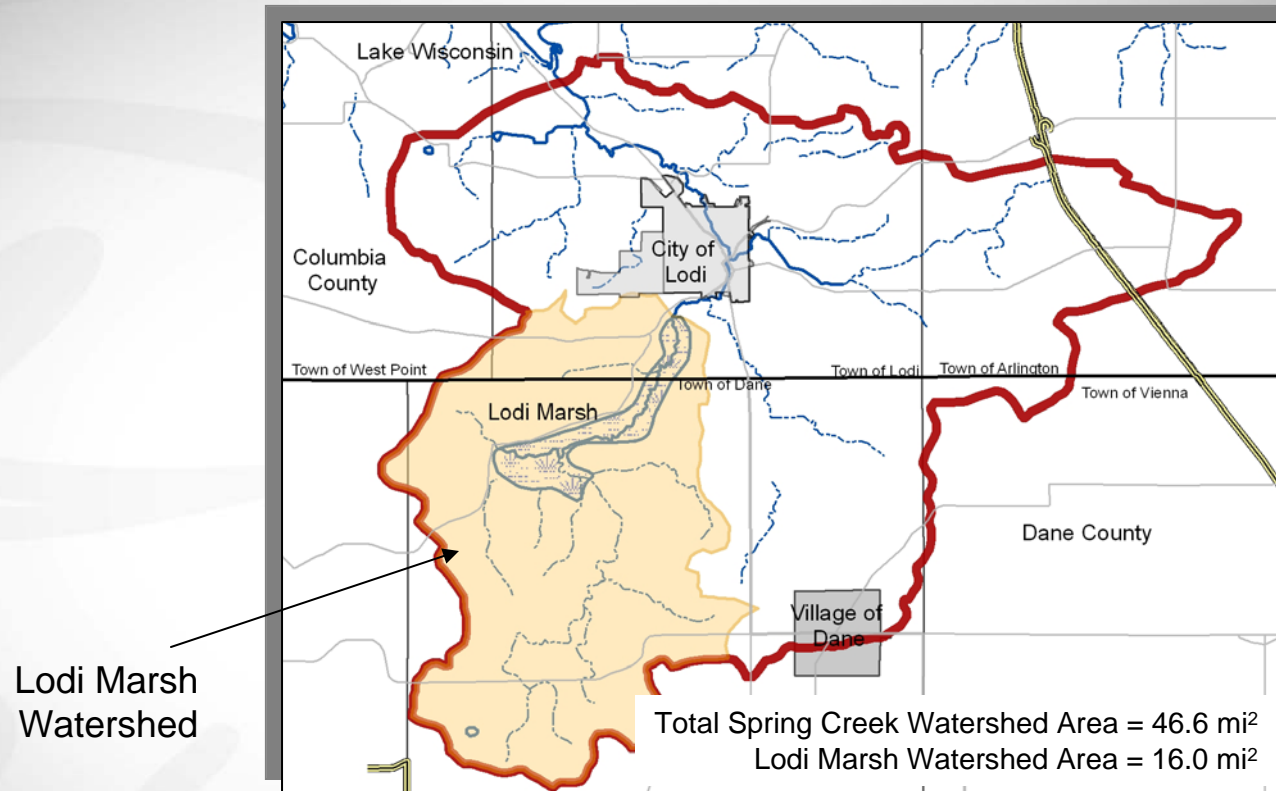 Lake Wisconsin
City of
Lodi
Columbia
County
Town of West Point
Town of Dane
Town of Lodi
Town of Arlington
Town of Vienna
Lodi Marsh
Dane County
Village of
Dane
Lodi Marsh
Watershed
Total Spring Creek Watershed Area = 46.6 mi²
Lodi Marsh Watershed Area = 16.0 mi²